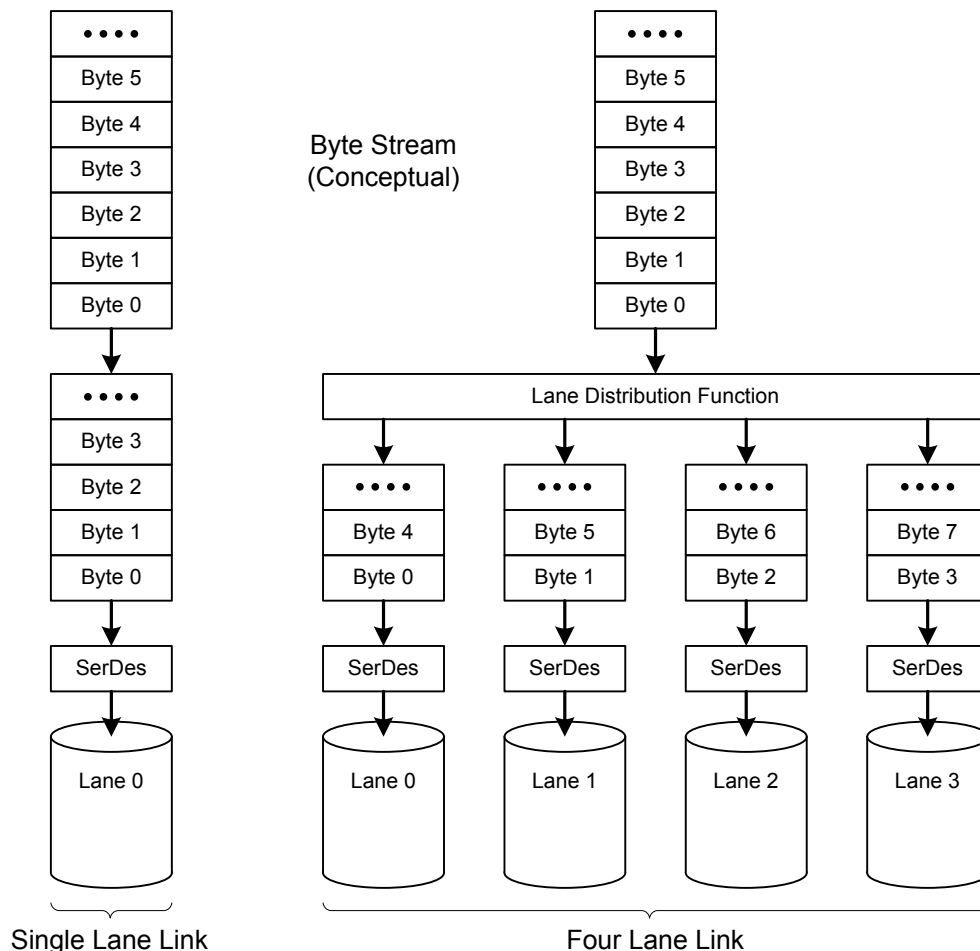 ••••
Byte 5
Byte 4
Byte 3
Byte 2
Byte 1
Byte 0
••••
Byte 3
Byte 2
Byte 1
Byte 0
SerDes
Lane 0
Single Lane Link
Byte Stream
(Conceptual)
••••
Byte 5
Byte 4
Byte 3
Byte 2
Byte 1
Byte 0
Lane Distribution Function
•••• •••• •••• ••••
Byte 4 Byte 5 Byte 6 Byte 7
Byte 0 Byte 1 Byte 2 Byte 3
SerDes SerDes SerDes SerDes
Lane 0 Lane 1 Lane 2 Lane 3
Four Lane Link